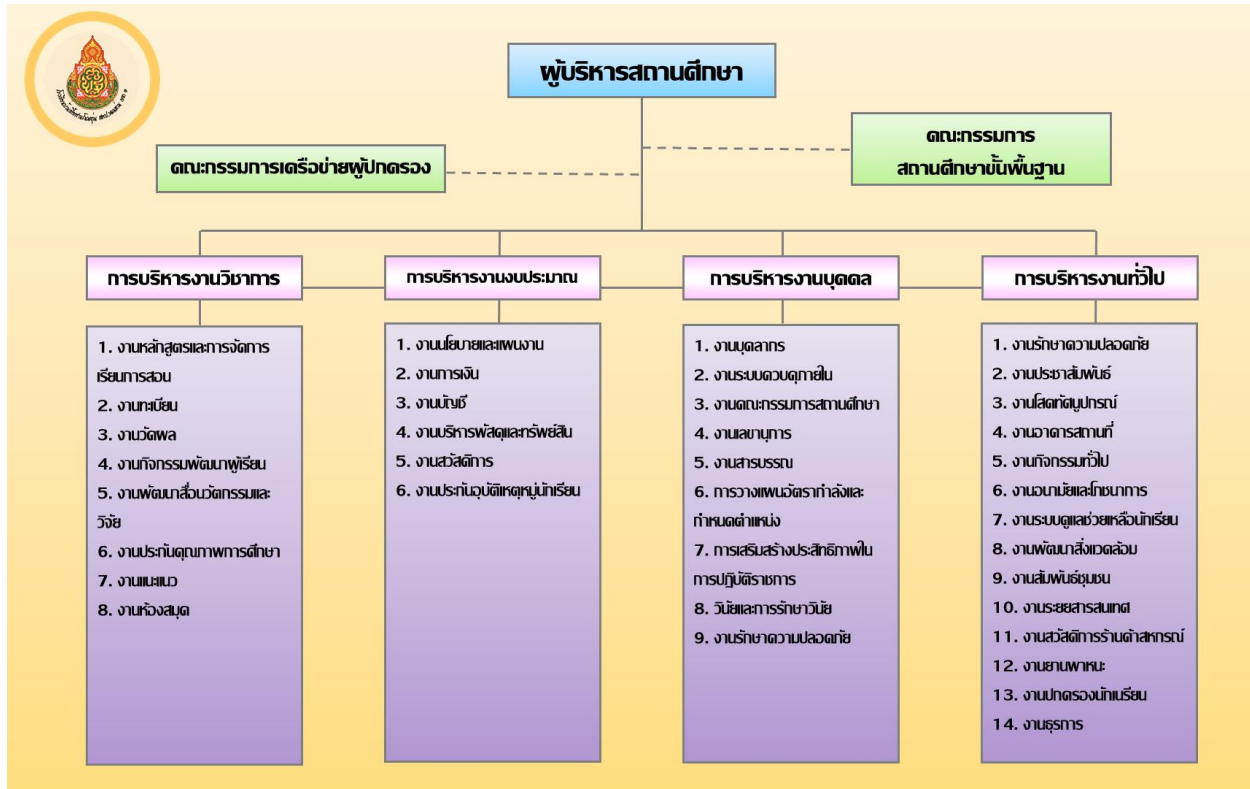 ผู้บริหารสถานศึกษา
คณะกรรมการ
สถานศึกษาขั้นพื้นฐาน
คณะกรรมการเครือข่ายผู้ปกครอง
การบริหารงานวิชาการ
1. งานหลักสูตรและการจัดการ
เรียนการสอน
2. งานทะเบียน
3. งานวัดผล
4. งานกิจกรรมพัฒนาผู้เรียน
5. งานพัฒนาสื่อนวัตกรรมและ
วิจัย
6. งานประกันคุณภาพการศึกษา
7. งานแนะแนว
8. งานห้องสมุด
การบริหารงานงบประมาณ
1. งานนโยบายและแผนงาน
2. งานการเงิน
3. งานบัญชี
4. งานบริหารพัสดุและทรัพย์สิน
5. งานสวัสดิการ
6. งานประกันอุบัติเหตุหมู่นักเรียน
การบริหารงานบุคคล
1. งานบุคลากร
2. งานระบบควบคุภายใน
3. งานคณะกรรมการสถานศึกษา
4. งานเลขานุการ
5. งานสารบรรณ
6. การวางแผนอัตรากำลังและ
กำหนดตำแหน่ง
7. การเสริมสร้างประสิทธิภาพใน
การปฏิบัติราชการ
8. วินัยและการรักษาวินัย
9. งานรักษาความปลอดภัย
การบริหารงานทั่วไป
1. งานรักษาความปลอดภัย
2. งานประชาสัมพันธ์
3. งานโสตทัศนูปกรณ์
4. งานอาคารสถานที่
5. งานกิจกรรมทั่วไป
6. งานอนามัยและโภชนาการ
7. งานระบบดูแลช่วยเหลือนักเรียน
8. งานพัฒนาสิ่งแวดล้อม
9. งานสัมพันธ์ชุมชน
10. งานระยยสารสนเทศ
11. งานสวัสดิการร้านค้าสหกรณ์
12. งานยานพาหนะ
13. งานปกครองนักเนรียน
14. งานธุรการ